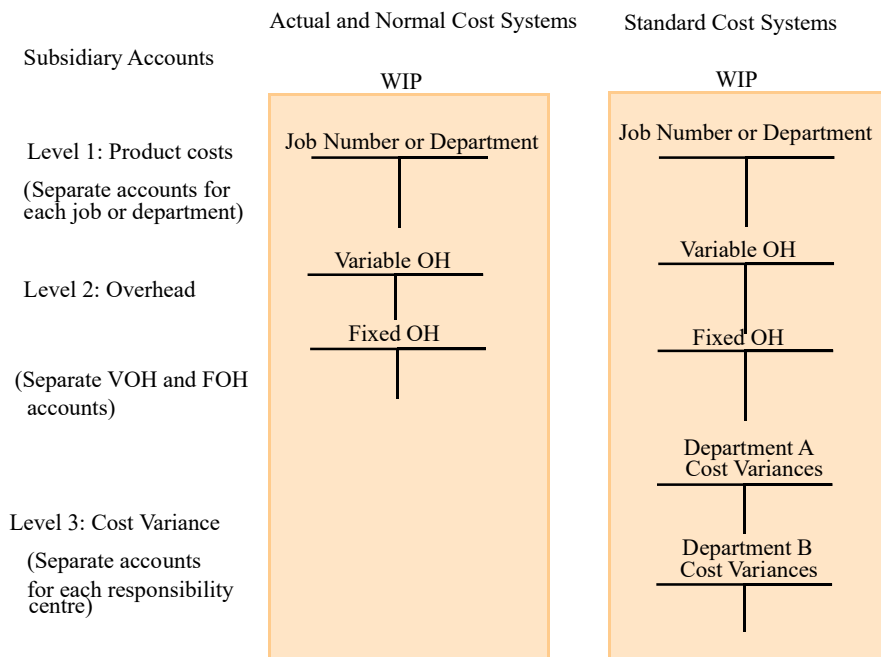 Actual and Normal Cost Systems
Standard Cost Systems
Subsidiary Accounts
WIP
WIP
Level 1: Product costs
(Separate accounts for
each job or department)
Job Number or Department
Job Number or Department
Level 2: Overhead
Variable OH
Variable OH
Fixed OH
Fixed OH
(Separate VOH and FOH
accounts)
Department A
Cost Variances
Level 3: Cost Variance
(Separate accounts
for each responsibility
centre)
Department B
Cost Variances